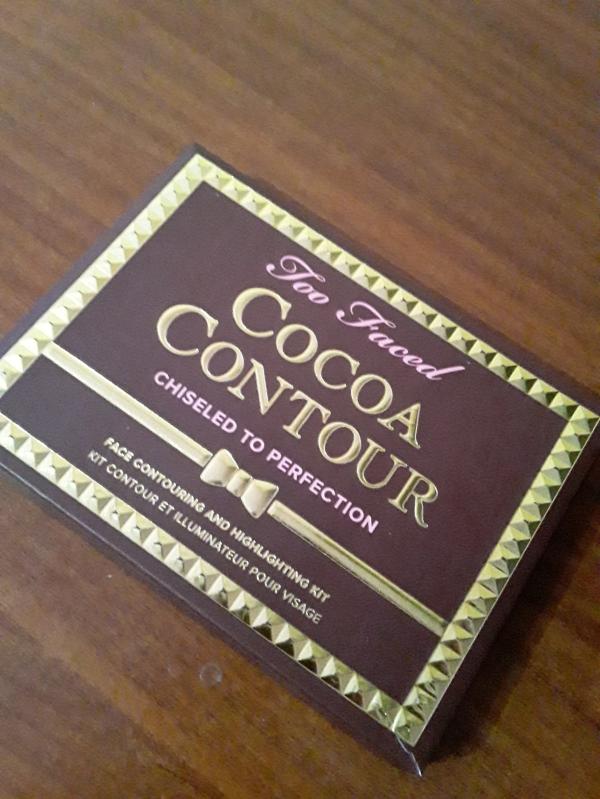 Too Faced
COCOA
CONTOUR
CHISELED TO PERFECTION
FACE CONTOURING AND HIGHLIGHTING KIT
KIT CONTOUR ET ILLUMINATEUR POUR VISAGE